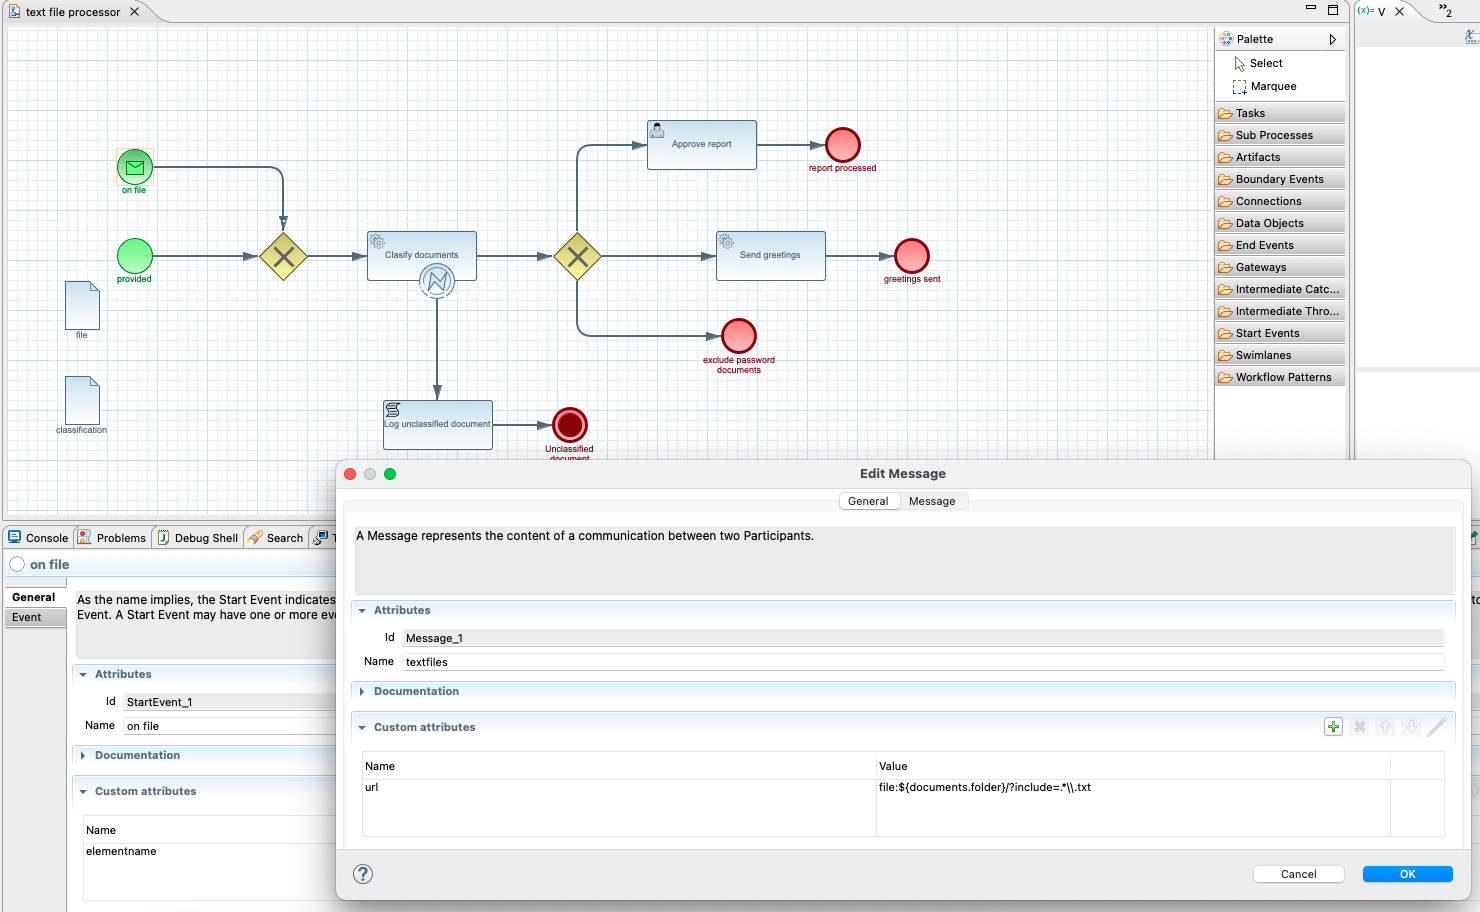 text file processor
(x)= V
2
Palette
Select
Marquee
Tasks
Sub Processes
Artifacts
Boundary Events
Connections
Data Objects
End Events
Gateways
Intermediate Catc...
Intermediate Thro...
Start Events
Swimlanes
Workflow Patterns
on file
provided
file
classification
Clasify documents
Approve report
report processed
Send greetings
greetings sent
exclude password
documents
Log unclassified document
Unclassified
document
Console
Problems
Debug Shell
Search
on file
General
Event
As the name implies, the Start Event indicates
Event. A Start Event may have one or more
Attributes
Id StartEvent_1
Name on file
Documentation
Custom attributes
Name
elementname
Edit Message
General Message
A Message represents the content of a communication between two Participants.
Attributes
Id Message_1
Name textfiles
Documentation
Custom attributes
Name Value
url file:${documents.folder}/?include=.*\\.txt
?
Cancel
OK